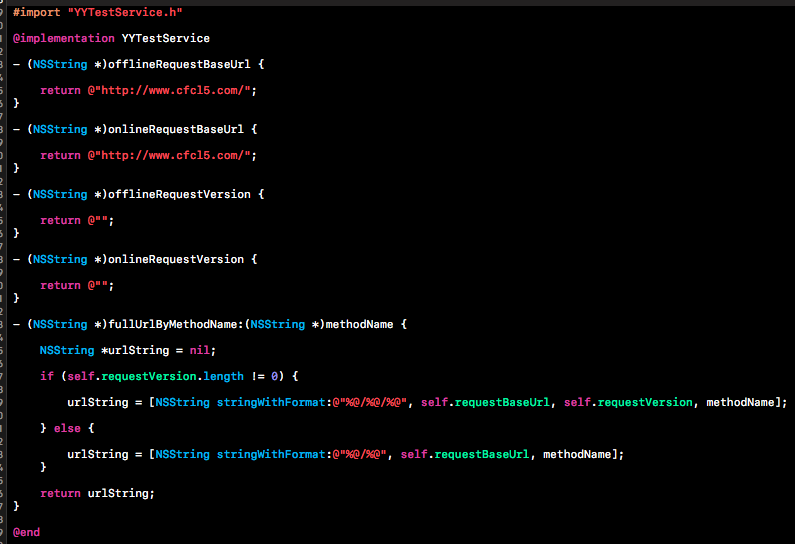 #import "YYTestService.h"
@implementation YYTestService
- (NSString *)offlineRequestBaseUrl {
return @"http://www.cfcl5.com/";
}
- (NSString *)onlineRequestBaseUrl {
return @"http://www.cfcl5.com/";
}
- (NSString *)offlineRequestVersion {
return @"";
}
- (NSString *)onlineRequestVersion {
return @"";
}
- (NSString *)fullUrlByMethodName:(NSString *)methodName {
NSString *urlString = nil;
if (self.requestVersion.length != 0) {
urlString = [NSString stringWithFormat:@"%@/%@/%@", self.requestBaseUrl, self.requestVersion, methodName];
} else {
urlString = [NSString stringWithFormat:@"%@/%@", self.requestBaseUrl, methodName];
}
return urlString;
}
@end